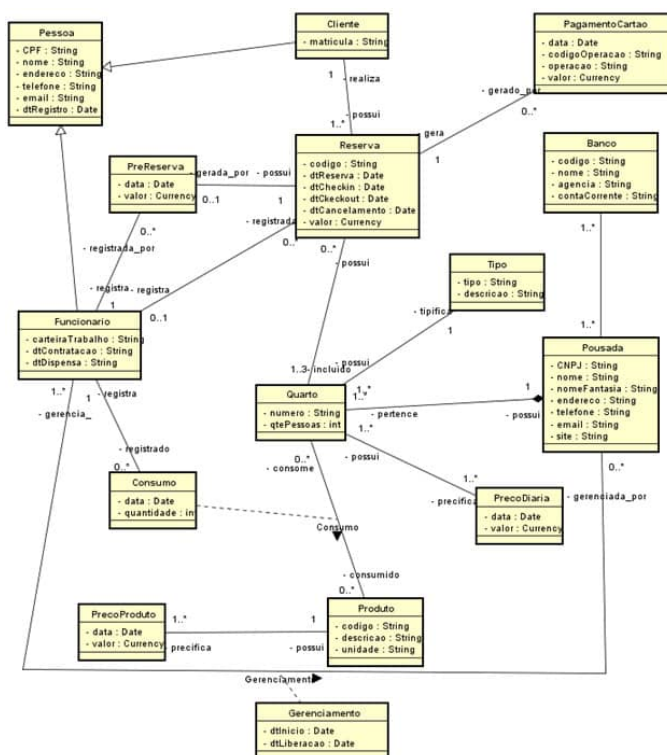 Pessoa
- CPF : String
- nome : String
- endereco : String
- telefone : String
- email : String
- dtRegistro : Date
Cliente
- matricula : String
PagamentoCartao
- data : Date
- codigoOperacao : String
- operacao : String
- valor : Currency
1
- realiza
- possui
1..*
- gerado_por
0..*
- gera
1
Reserva
- codigo : String
- dtReserva : Date
- dtCheckin : Date
- dtCkeckout : Date
- dtCancelamento : Date
- valor : Currency
PreReserva
- data : Date
- valor : Currency
- gerada_por
- possui
0..1
1
Banco
- codigo : String
- nome : String
- agencia : String
- contaCorrente : String
- registrada
0..*
0..*
0..*
- possui
- registrada_por
1..*
Tipo
- tipo : String
- descricao : String
- registra
- registra
1
0..1
- tipifica
1
Funcionario
- carteiraTrabalho : String
- dtContratacao : String
- dtDispensa : String
1..*
Pousada
- CNPJ : String
- nome : String
- nomeFantasia : String
- endereco : String
- telefone : String
- email : String
- site : String
1..3
- incluido
- possui
1..*
1..*
Quarto
- numero : String
- qtePessoas : int
- pertence
1
- possui
1..*
- gerencia_
1
- registra
1..*
- possui
0..*
- consome
- registrado
0..*
1..*
- precifica
0..*
- gerenciada_por
Consumo
- data : Date
- quantidade : int
PrecoDiaria
- data : Date
- valor : Currency
Consumo
- consumido
0..*
PrecoProduto
- data : Date
- valor : Currency
1..*
1
precifica
- possui
Produto
- codigo : String
- descricao : String
- unidade : String
Gerenciamento
Gerenciamento
- dtInicio : Date
- dtLiberacao : Date